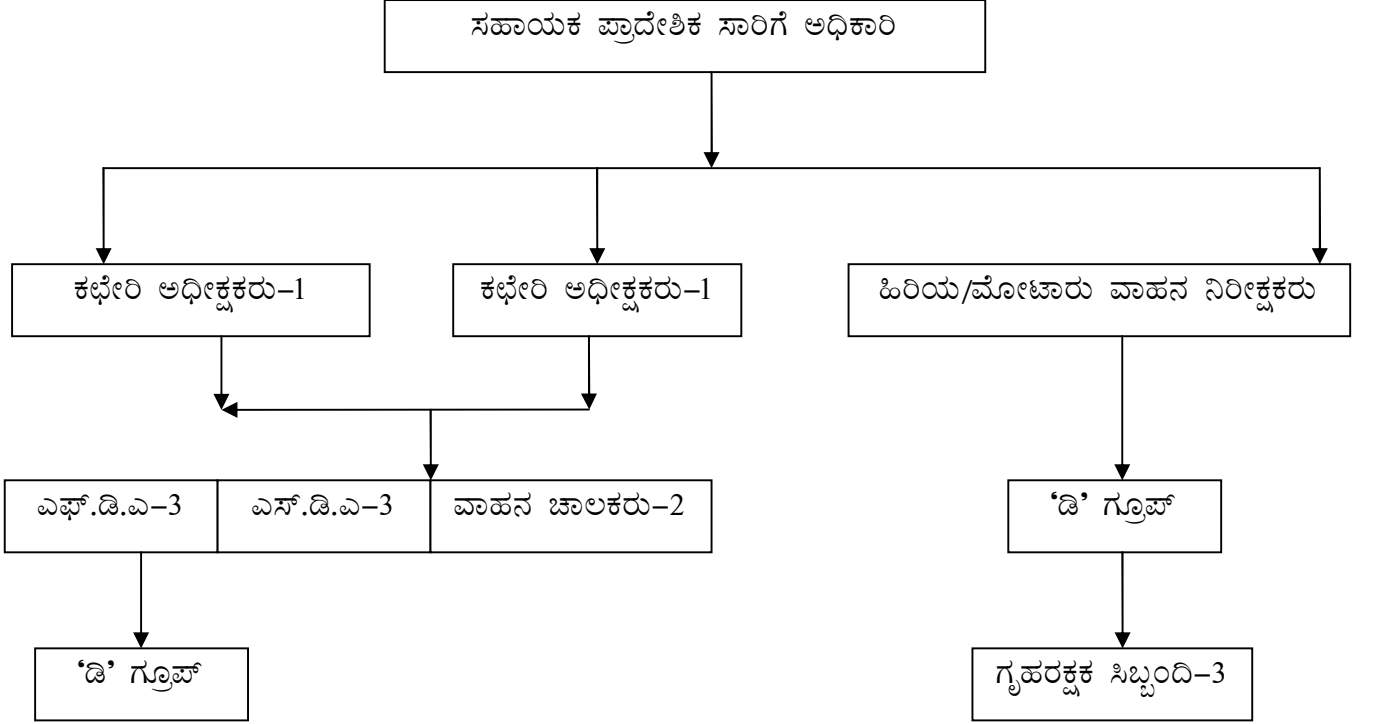 ಸಹಾಯಕ ಪ್ರಾದೇಶಿಕ ಸಾರಿಗೆ ಅಧಿಕಾರಿ
ಕಛೇರಿ ಅಧೀಕ್ಷಕರು–1
ಕಛೇರಿ ಅಧೀಕ್ಷಕರು–1
ಹಿರಿಯ/ಮೋಟಾರು ವಾಹನ ನಿರೀಕ್ಷಕರು
ಎಫ್.ಡಿ.ಎ–3
ಎಸ್.ಡಿ.ಎ–3
ವಾಹನ ಚಾಲಕರು–2
‘ಡಿ’ ಗ್ರೂಪ್
‘ಡಿ’ ಗ್ರೂಪ್
ಗೃಹರಕ್ಷಕ ಸಿಬ್ಬಂದಿ–3